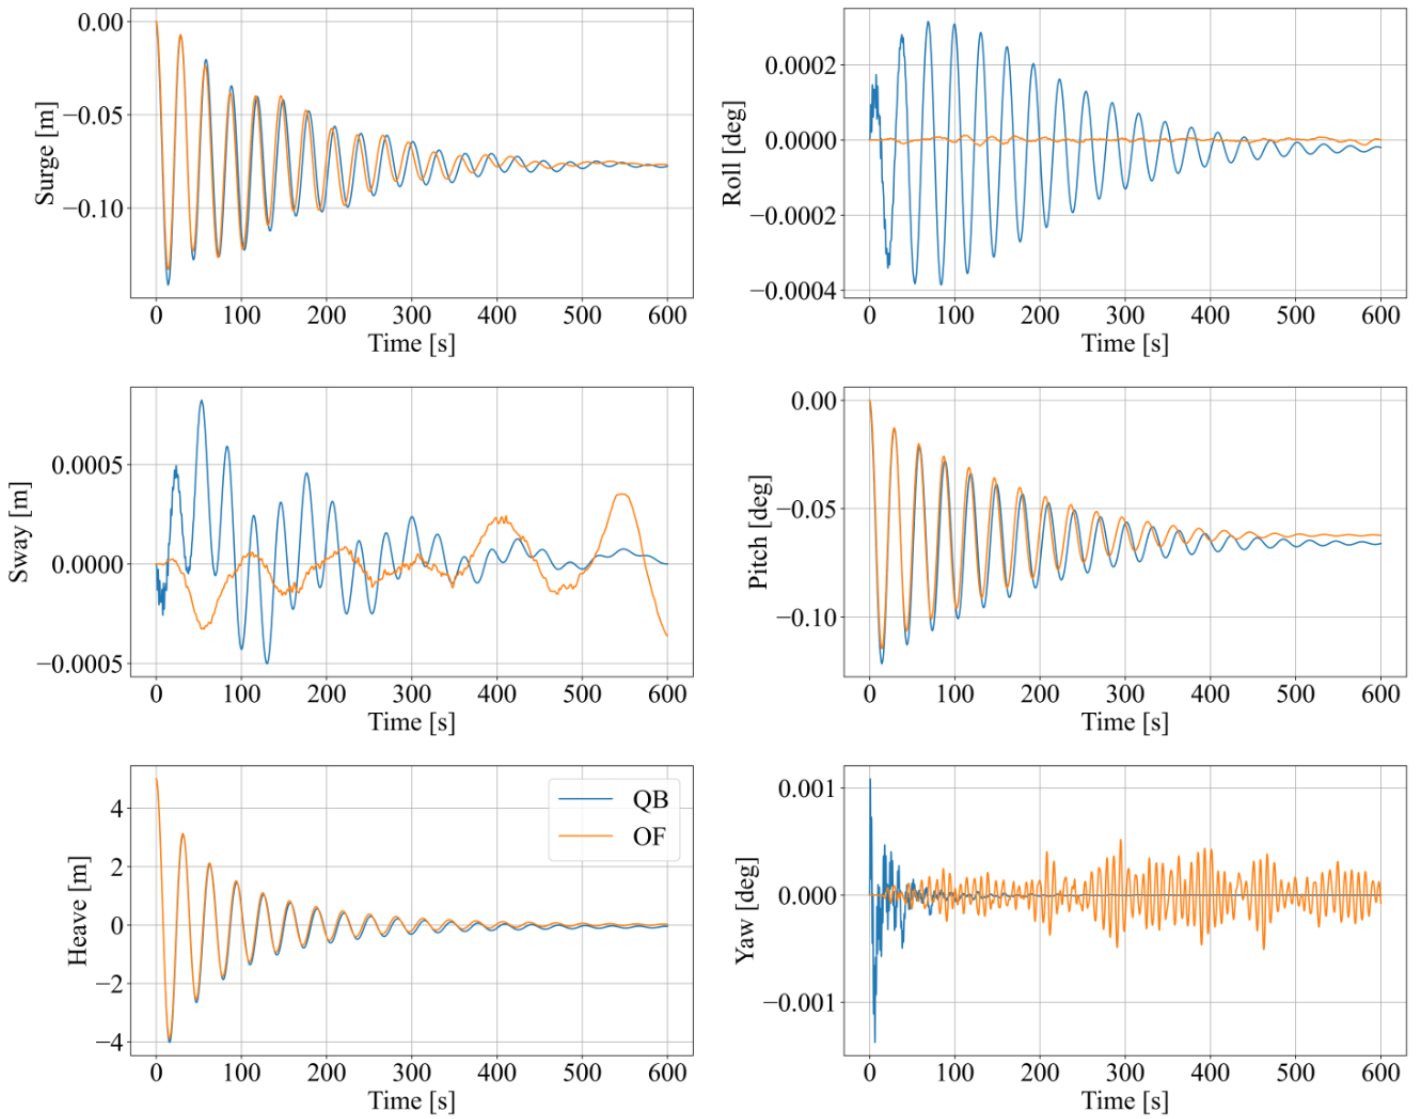 0.00
−0.05
−0.10
Surge [m]
0 100 200 300 400 500 600
Time [s]
0.0002
0.0000
−0.0002
−0.0004
Roll [deg]
0 100 200 300 400 500 600
Time [s]
0.0005
0.0000
−0.0005
Sway [m]
0 100 200 300 400 500 600
Time [s]
0.00
−0.05
−0.10
Pitch [deg]
0 100 200 300 400 500 600
Time [s]
4
2
0
−2
−4
Heave [m]
QB
OF
0 100 200 300 400 500 600
Time [s]
0.001
0.000
−0.001
Yaw [deg]
0 100 200 300 400 500 600
Time [s]